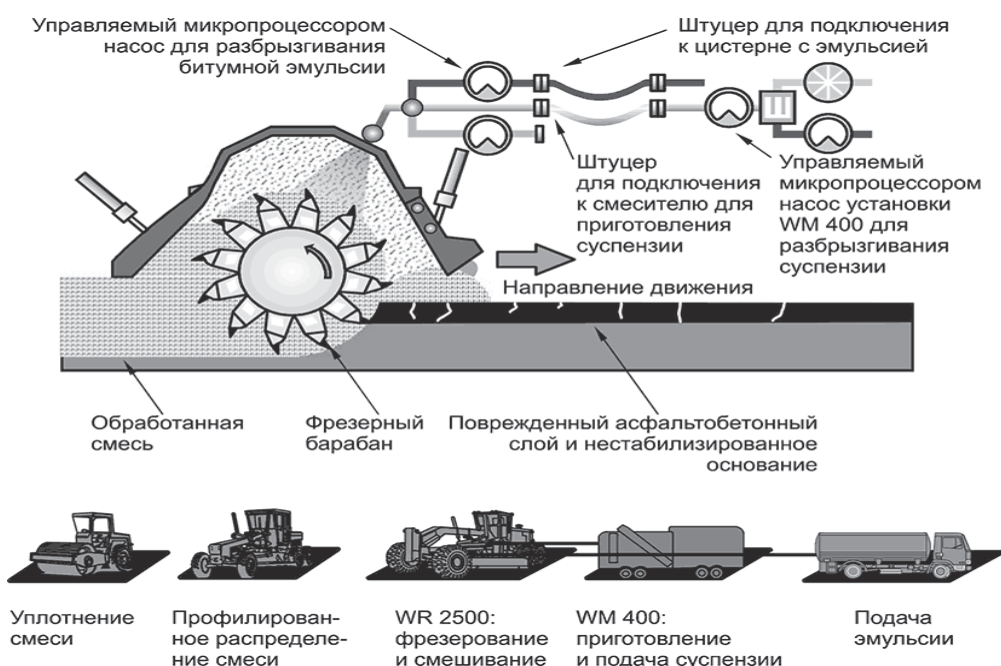 Управляемый микропроцессором
насос для разбрызгивания
битумной эмульсии
Штуцер для подключения
к цистерне с эмульсией
Штуцер
для подключения
к смесителю для
приготовления
суспензии
Управляемый
микропроцессором
насос установки
WM 400 для
разбрызгивания
суспензии
Направление движения
Обработанная
смесь
Фрезерный
барабан
Поврежденный асфальтобетонный
слой и нестабилизированное
основание
Уплотнение
смеси
Профилирован-
ное распределе-
ние смеси
WR 2500:
фрезерование
и смешивание
WM 400:
приготовление
и подача суспензии
Подача
эмульсии